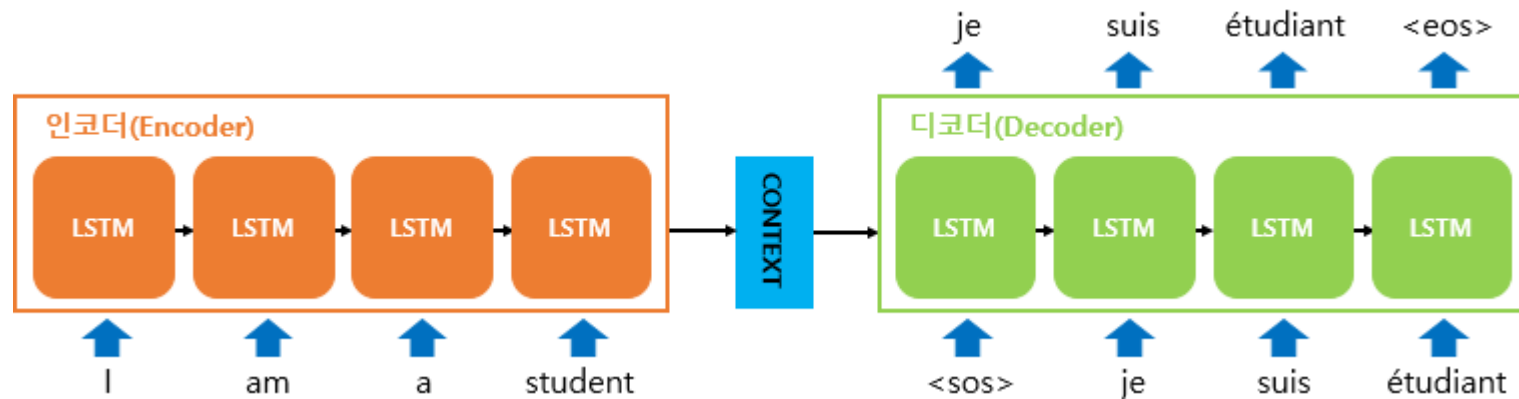 je suis étudiant <eos>
인코더(Encoder)
LSTM LSTM LSTM LSTM
I am a student
CONTEXT
디코더(Decoder)
LSTM LSTM LSTM LSTM
<sos> je suis étudiant